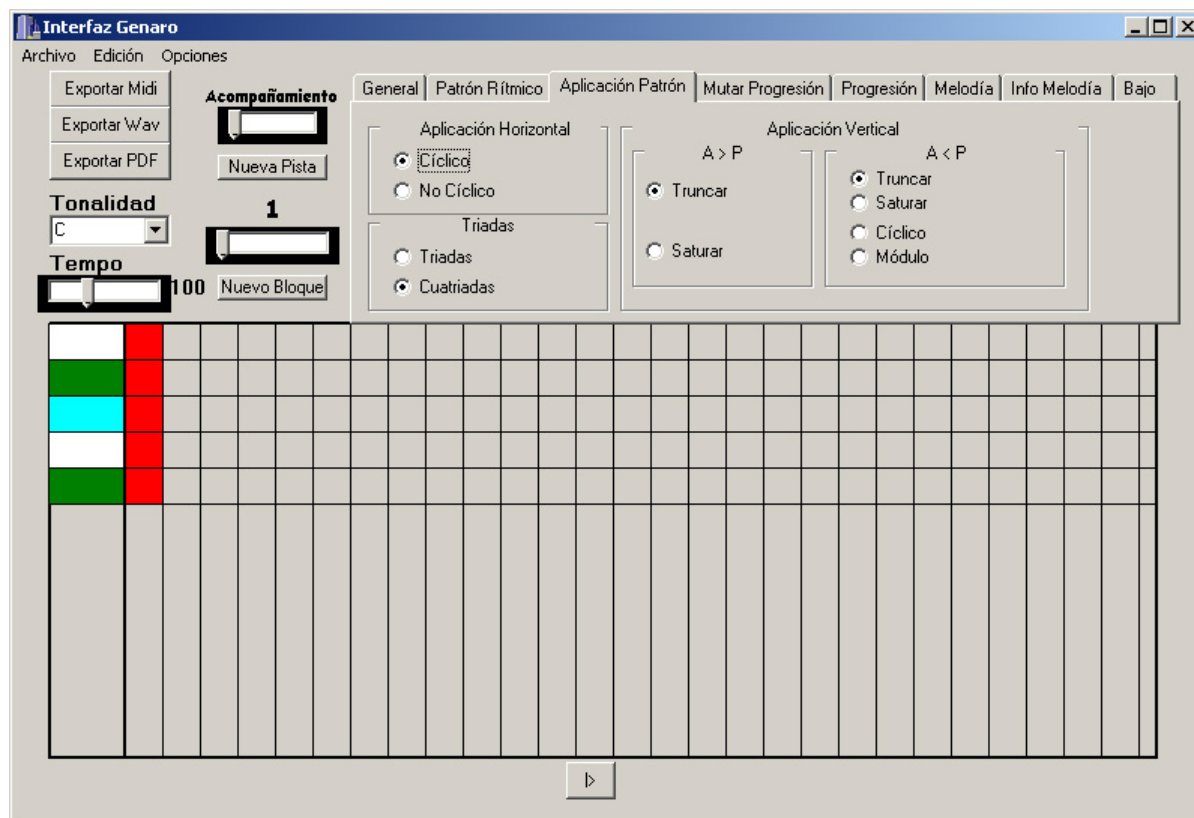 Interfaz Genaro
Archivo Edición Opciones
Exportar Midi
Exportar Wav
Exportar PDF
Tonalidad
C
Tempo
100
Acompañamiento
Nueva Pista
1
Nuevo Bloque
General Patrón Rítmico Aplicación Patrón Mutar Progresión Progresión Melodía Info Melodía Bajo
Aplicación Horizontal
Cíclico
No Cíclico
Triadas
Triadas
Cuatriadas
Aplicación Vertical
A > P
Truncar
Saturar
A < P
Truncar
Saturar
Cíclico
Módulo
|>